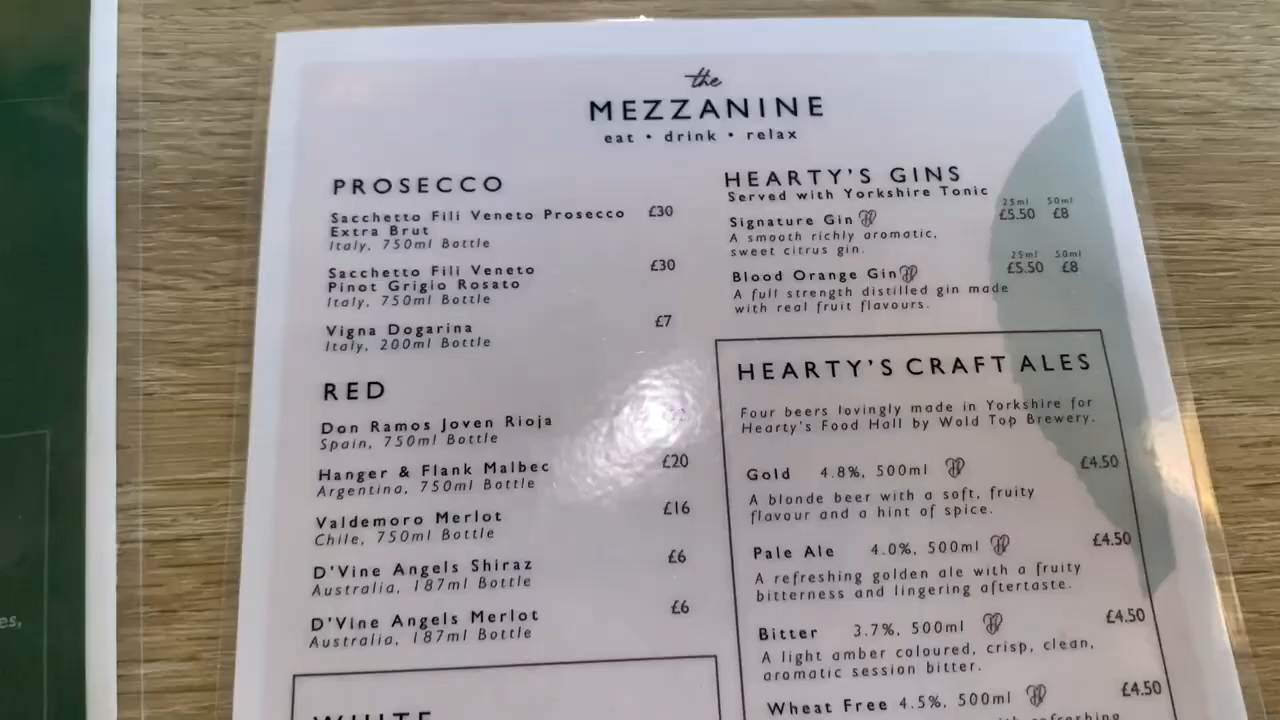 the
MEZZANINE
eat • drink • relax
PROSECCO
Sacchetto Fili Veneto Prosecco £30
Extra Brut
Italy, 750ml Bottle
Sacchetto Fili Veneto £30
Pinot Grigio Rosato
Italy, 750ml Bottle
Vigna Dogarina £7
Italy, 200ml Bottle
RED
Don Ramos Joven Rioja
Spain, 750ml Bottle
Hanger & Flank Malbec £20
Argentina, 750ml Bottle
Valdemoro Merlot £16
Chile, 750ml Bottle
D'Vine Angels Shiraz £6
Australia, 187ml Bottle
D'Vine Angels Merlot £6
Australia, 187ml Bottle
WHITE
HEARTY'S GINS
Served with Yorkshire Tonic
25ml 50ml
Signature Gin £5.50 £8
A smooth richly aromatic,
sweet citrus gin.
25ml 50ml
Blood Orange Gin £5.50 £8
A full strength distilled gin made
with real fruit flavours.
HEARTY'S CRAFT ALES
Four beers lovingly made in Yorkshire for
Hearty's Food Hall by Wold Top Brewery.
Gold 4.8%, 500ml £4.50
A blonde beer with a soft, fruity
flavour and a hint of spice.
Pale Ale 4.0%, 500ml £4.50
A refreshing golden ale with a fruity
bitterness and lingering aftertaste.
Bitter 3.7%, 500ml £4.50
A light amber coloured, crisp, clean,
aromatic session bitter.
Wheat Free 4.5%, 500ml £4.50
refreshing
es,